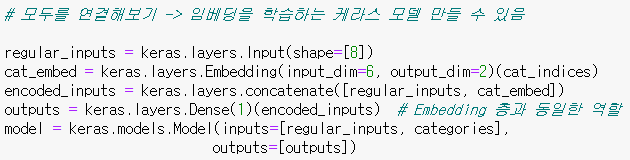 # 모두를 연결해보기 -> 임베딩을 학습하는 케라스 모델 만들 수 있음
regular_inputs = keras.layers.Input(shape=[8])
cat_embed = keras.layers.Embedding(input_dim=6, output_dim=2)(cat_indices)
encoded_inputs = keras.layers.concatenate([regular_inputs, cat_embed])
outputs = keras.layers.Dense(1)(encoded_inputs)  # Embedding 층과 동일한 역할
model = keras.models.Model(inputs=[regular_inputs, categories],
                           outputs=[outputs])